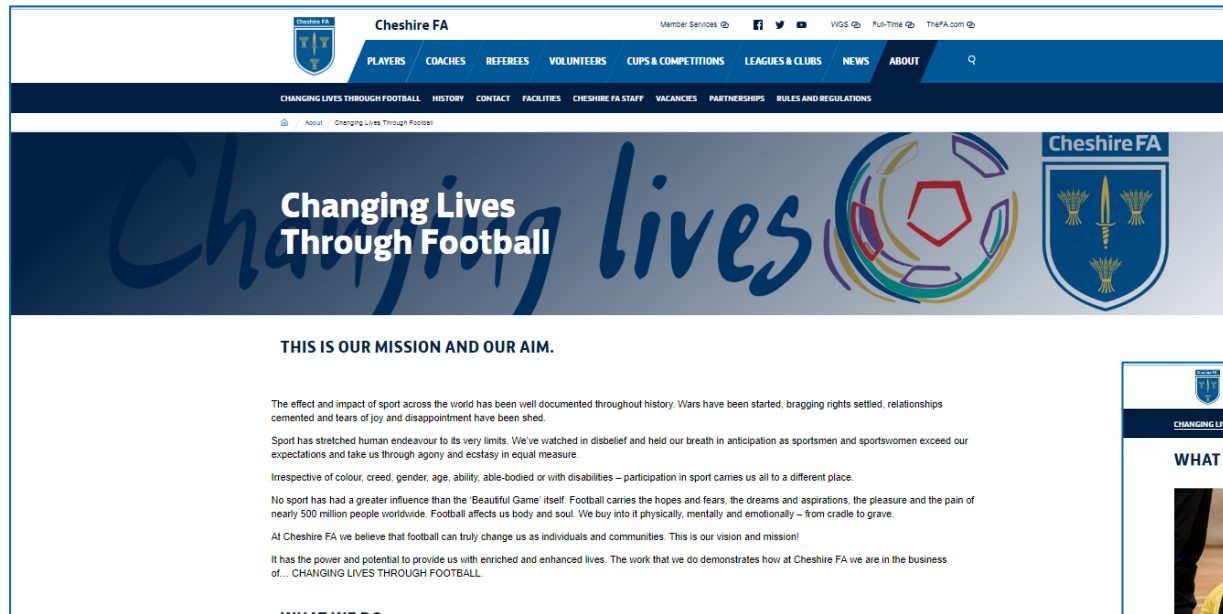 Cheshire FA
Cheshire FA
Member Services
WGS
Full-Time
TheFA.com
PLAYERS COACHES REFEREES VOLUNTEERS CUPS & COMPETITIONS LEAGUES & CLUBS NEWS ABOUT
CHANGING LIVES THROUGH FOOTBALL HISTORY CONTACT FACILITIES CHESHIRE FA STAFF VACANCIES PARTNERSHIPS RULES AND REGULATIONS
/ About / Changing Lives Through Football
Changing lives
Cheshire FA
Changing Lives
Through Football
THIS IS OUR MISSION AND OUR AIM.
The effect and impact of sport across the world has been well documented throughout history. Wars have been started, bragging rights settled, relationships
cemented and tears of joy and disappointment have been shed.
Sport has stretched human endeavour to its very limits. We've watched in disbelief and held our breath in anticipation as sportsmen and sportswomen exceed our
expectations and take us through agony and ecstasy in equal measure.
Irrespective of colour, creed, gender, age, ability, able-bodied or with disabilities – participation in sport carries us all to a different place.
No sport has had a greater influence than the 'Beautiful Game' itself. Football carries the hopes and fears, the dreams and aspirations, the pleasure and the pain of
nearly 500 million people worldwide. Football affects us body and soul. We buy into it physically, mentally and emotionally – from cradle to grave.
At Cheshire FA we believe that football can truly change us as individuals and communities. This is our vision and mission!
It has the power and potential to provide us with enriched and enhanced lives. The work that we do demonstrates how at Cheshire FA we are in the business
of… CHANGING LIVES THROUGH FOOTBALL.
WHAT WE DO
Cheshire FA
CHANGING LI
WHAT